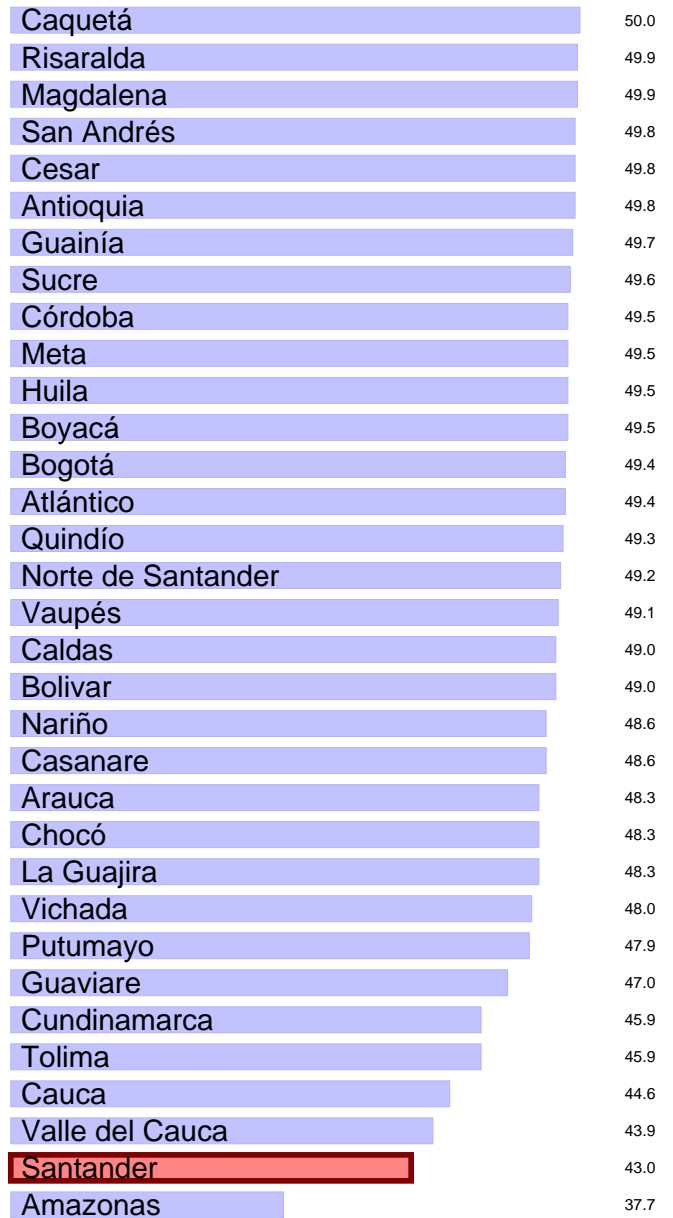 Caquetá 50.0
Risaralda 49.9
Magdalena 49.9
San Andrés 49.8
Cesar 49.8
Antioquia 49.8
Guainía 49.7
Sucre 49.6
Córdoba 49.5
Meta 49.5
Huila 49.5
Boyacá 49.5
Bogotá 49.4
Atlántico 49.4
Quindío 49.3
Norte de Santander 49.2
Vaupés 49.1
Caldas 49.0
Bolivar 49.0
Nariño 48.6
Casanare 48.6
Arauca 48.3
Chocó 48.3
La Guajira 48.3
Vichada 48.0
Putumayo 47.9
Guaviare 47.0
Cundinamarca 45.9
Tolima 45.9
Cauca 44.6
Valle del Cauca 43.9
Santander 43.0
Amazonas 37.7